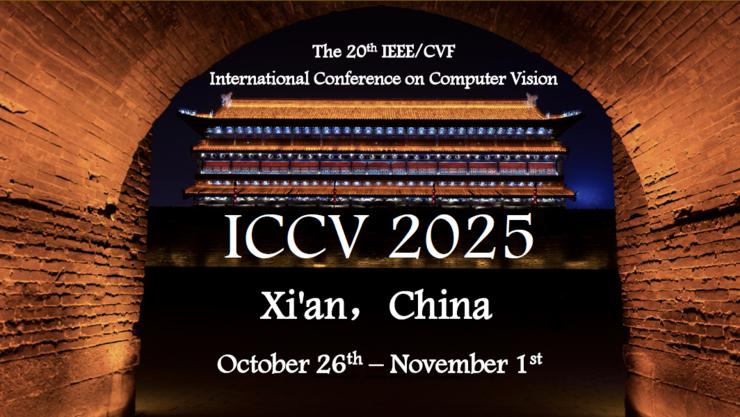 The 20th IEEE/CVF
International Conference on Computer Vision
ICCV 2025
Xi'an，China
October 26th – November 1st